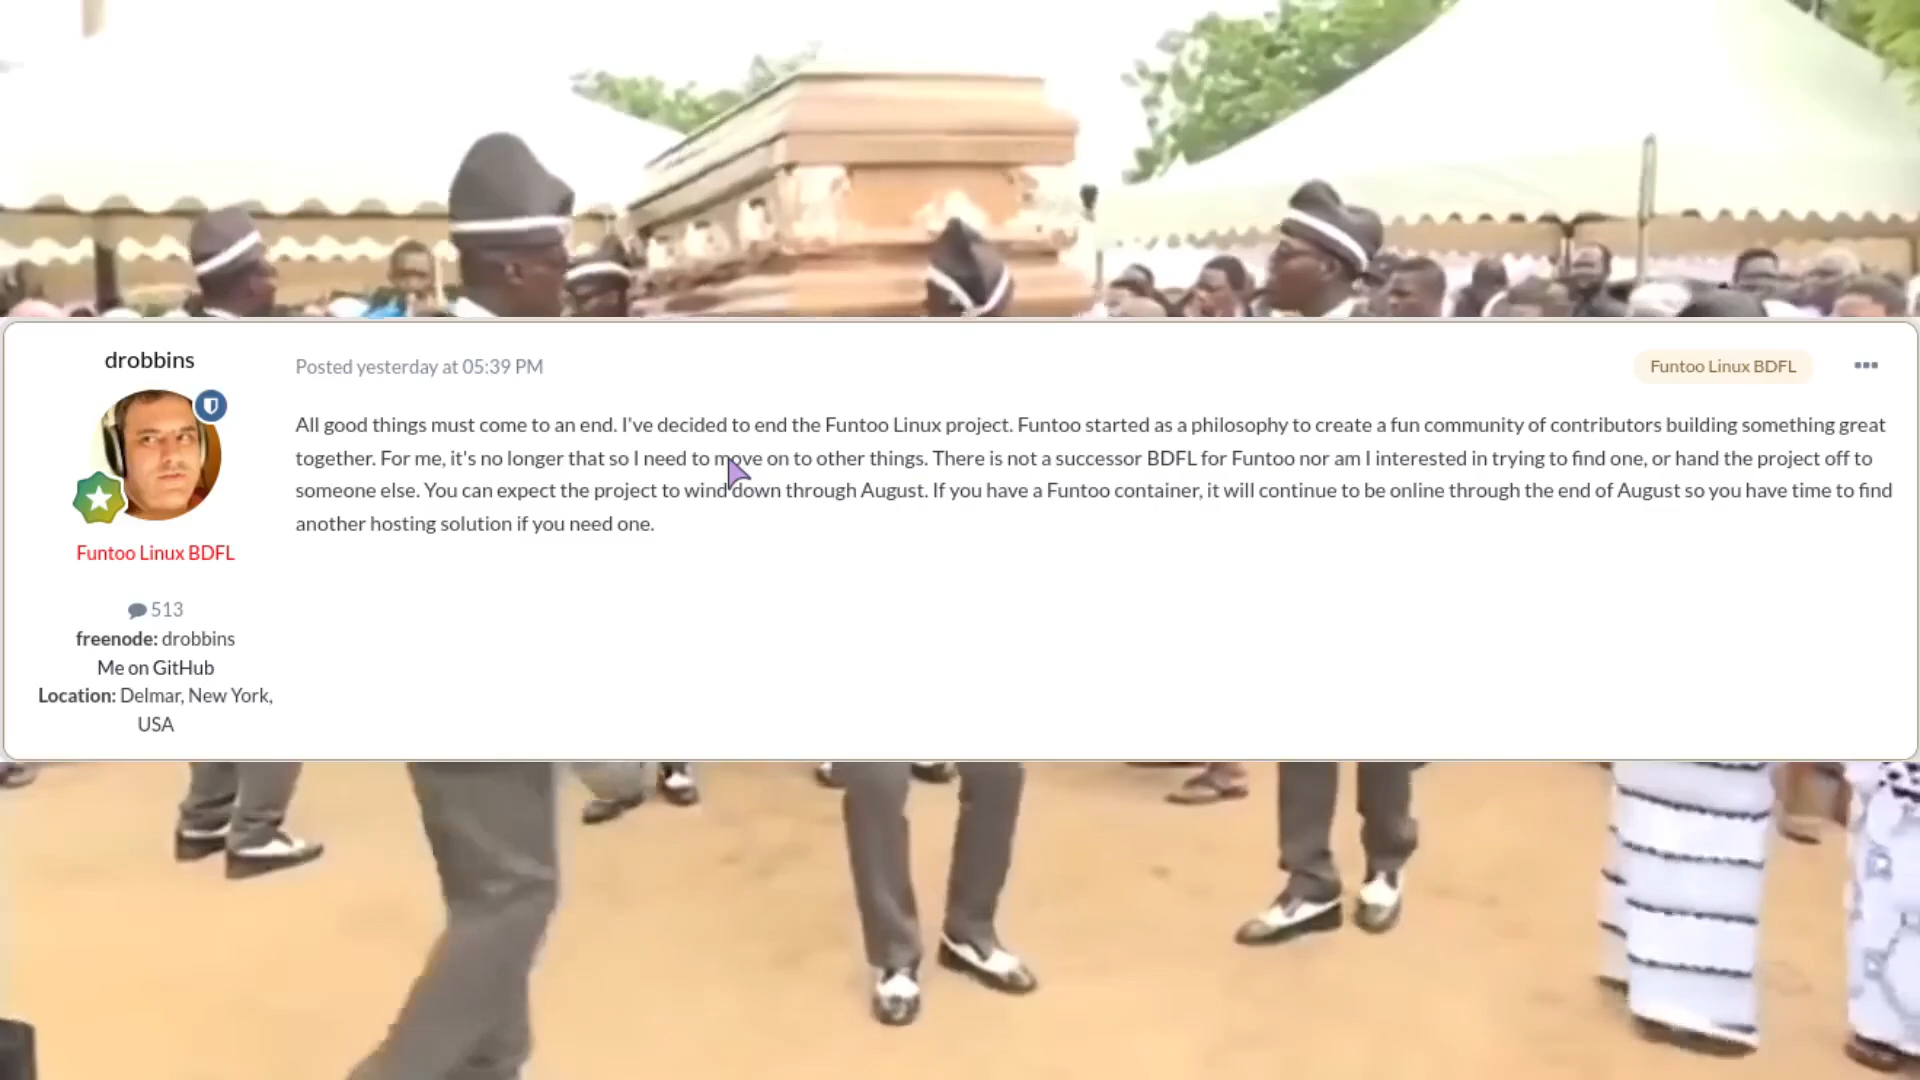 drobbins
Posted yesterday at 05:39 PM
Funtoo Linux BDFL
All good things must come to an end. I've decided to end the Funtoo Linux project. Funtoo started as a philosophy to create a fun community of contributors building something great
together. For me, it's no longer that so I need to move on to other things. There is not a successor BDFL for Funtoo nor am I interested in trying to find one, or hand the project off to
someone else. You can expect the project to wind down through August. If you have a Funtoo container, it will continue to be online through the end of August so you have time to find
another hosting solution if you need one.
Funtoo Linux BDFL
513
freenode: drobbins
Me on GitHub
Location: Delmar, New York,
USA